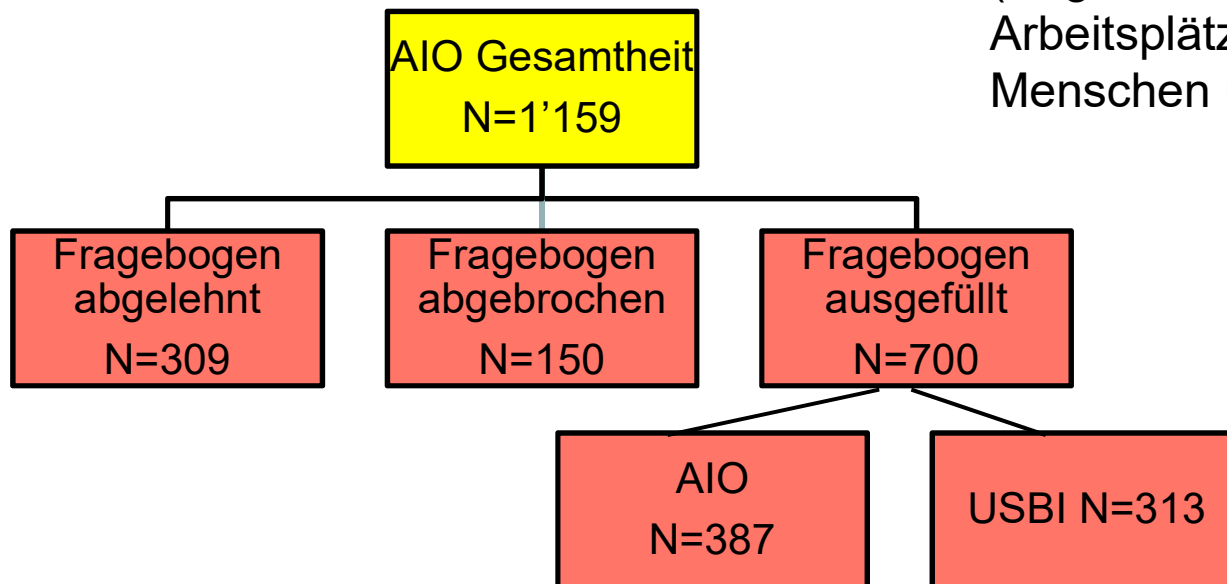 AIO Gesamtheit
N=1’159
Arbeitsplätz
Menschen
Fragebogen
abgelehnt
N=309
Fragebogen
abgebrochen
N=150
Fragebogen
ausgefüllt
N=700
AIO
N=387
USBI N=313